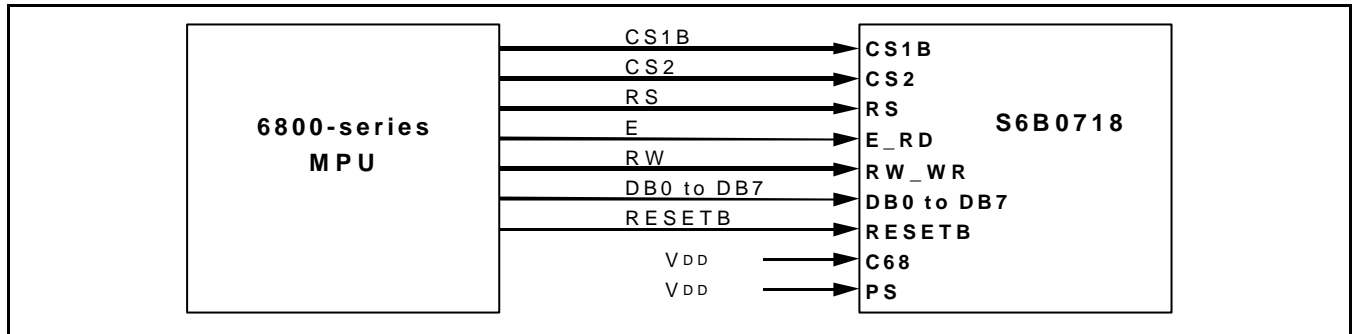 6800-series
MPU
CS1B
CS2
RS
E
RW
DB0 to DB7
RESETB
VDD
VDD
CS1B
CS2
RS
E_RD
RW_WR
DB0 to DB7
RESETB
C68
PS
S6B0718